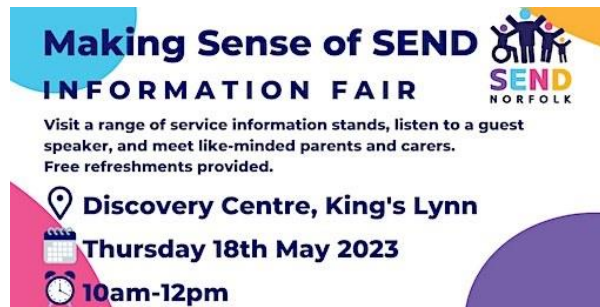 Making Sense of SEND
INFORMATION FAIR
SEND
NORFOLK
Visit a range of service information stands, listen to a guest
speaker, and meet like-minded parents and carers.
Free refreshments provided.
Discovery Centre, King's Lynn
Thursday 18th May 2023
10am-12pm